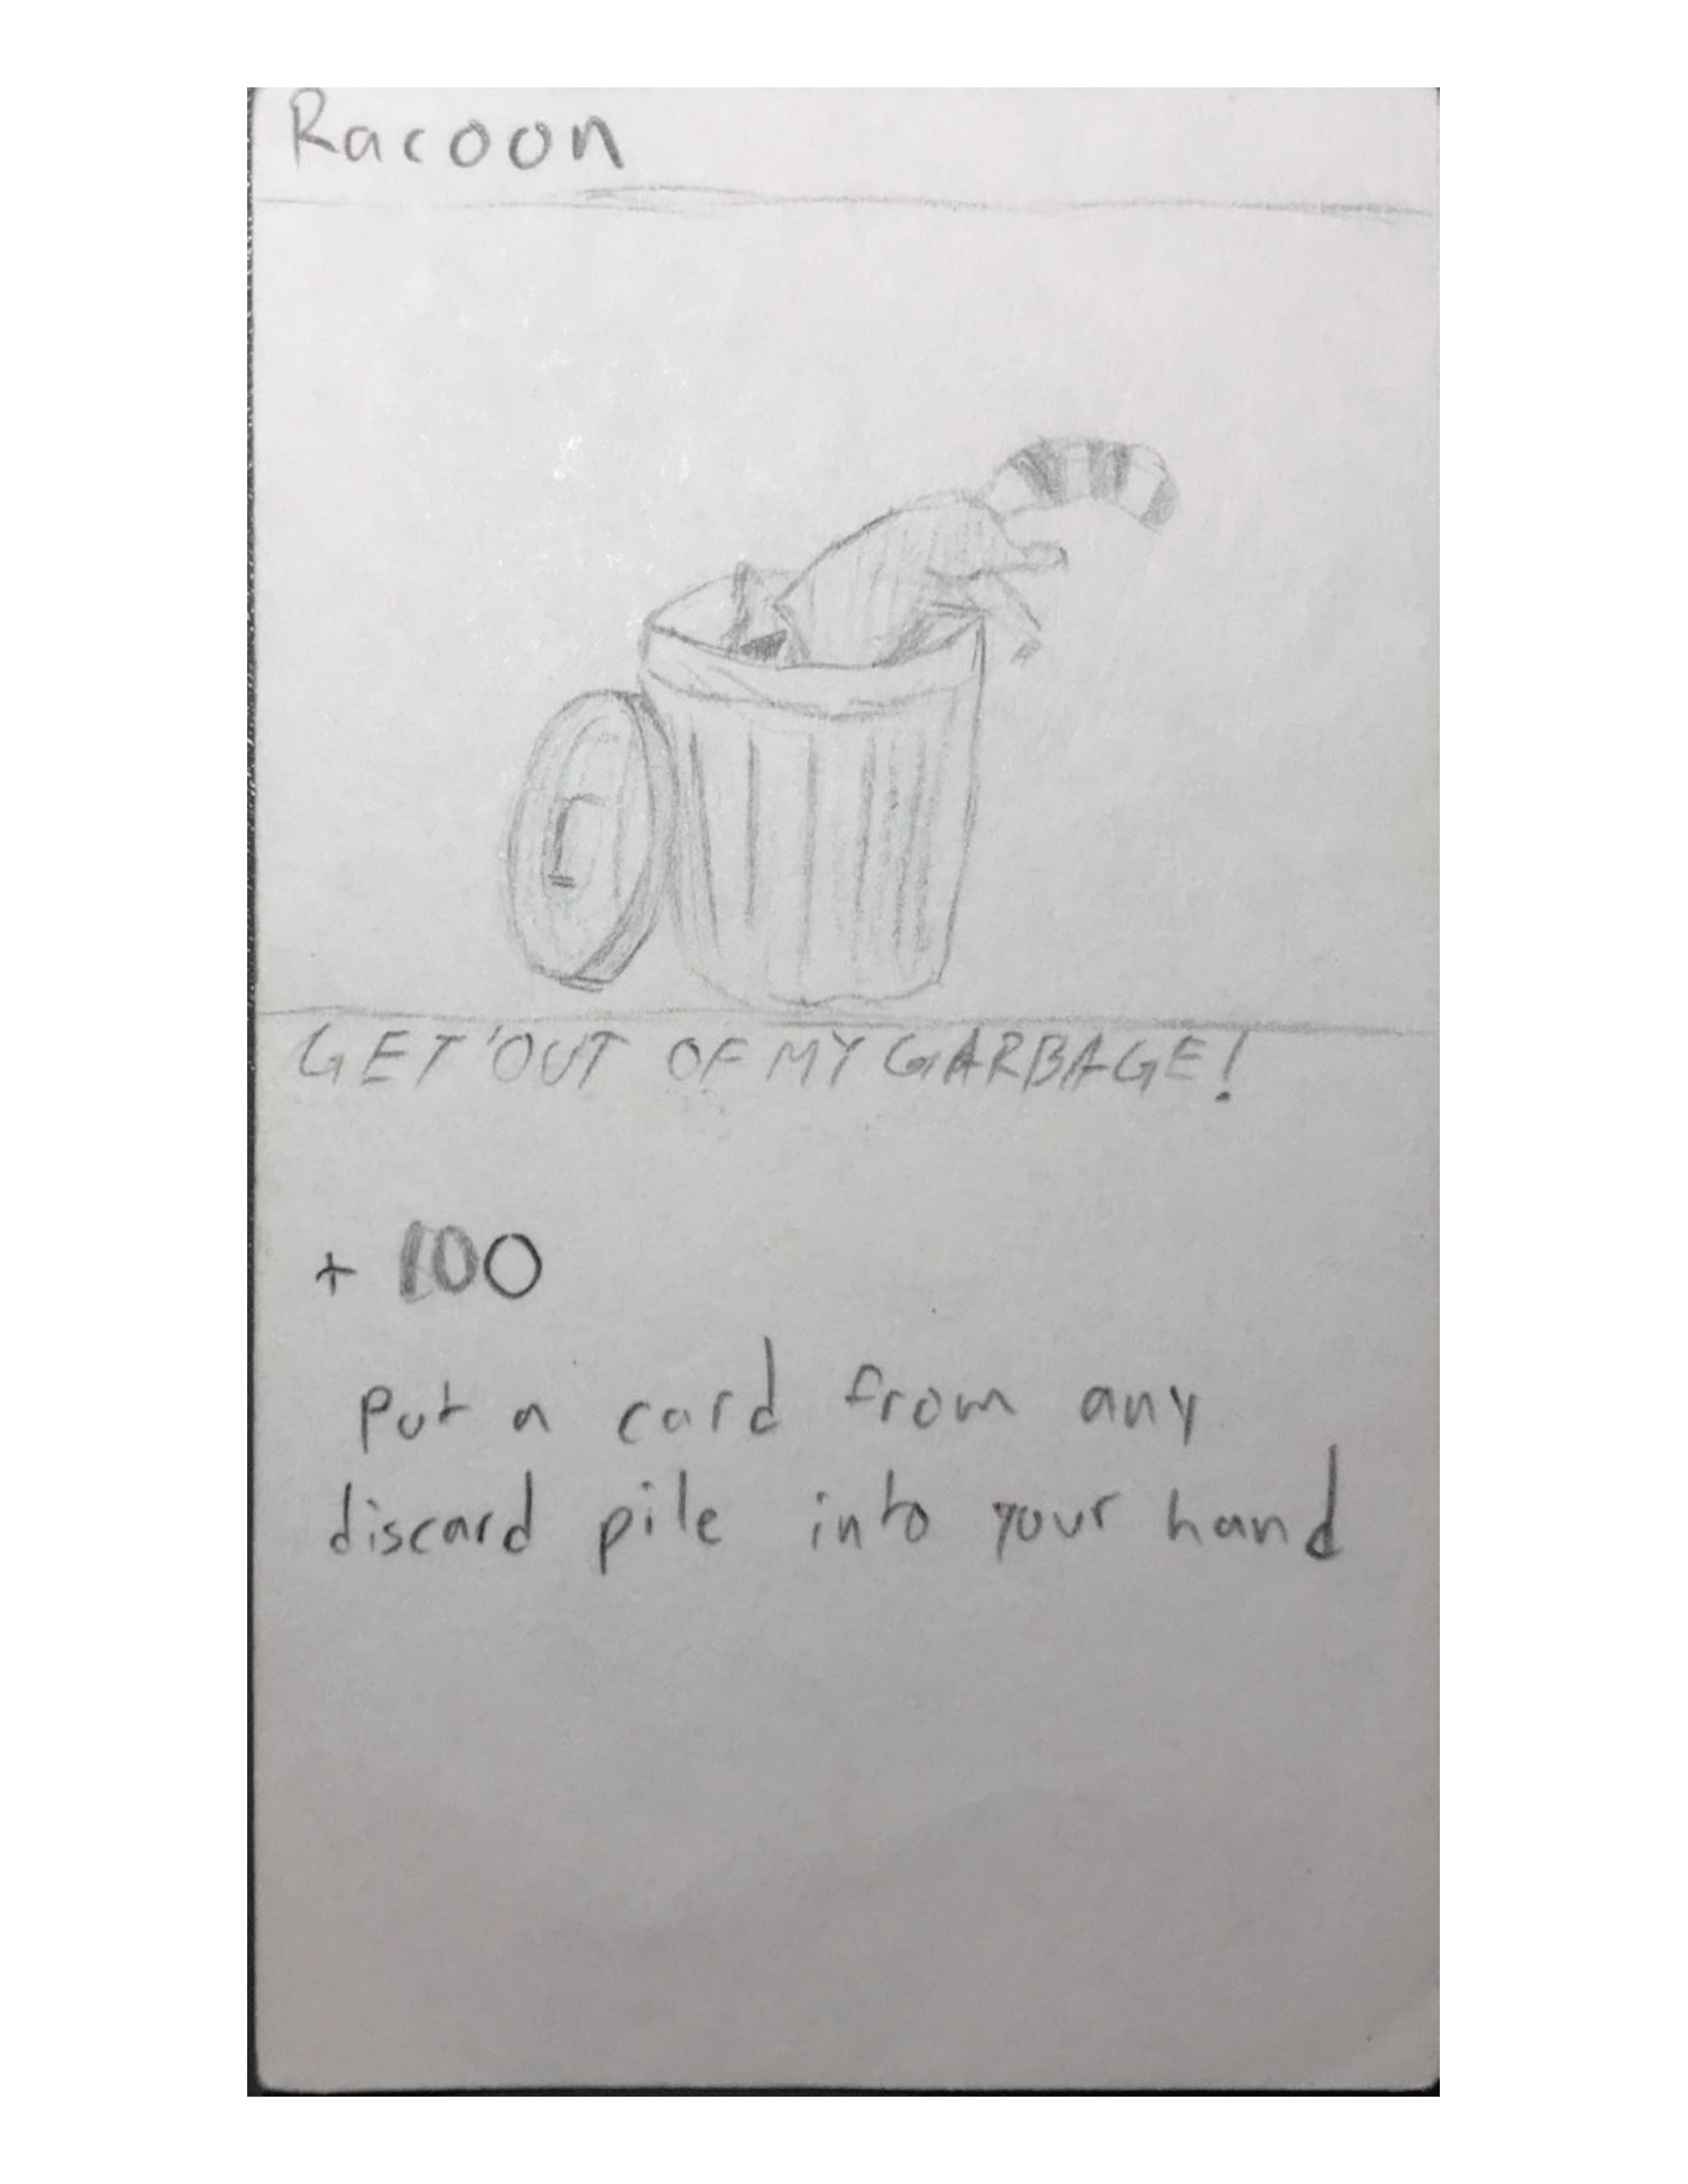 Racoon
GET OUT OF MY GARBAGE!
+ 100
Put a card from any
discard pile into your hand